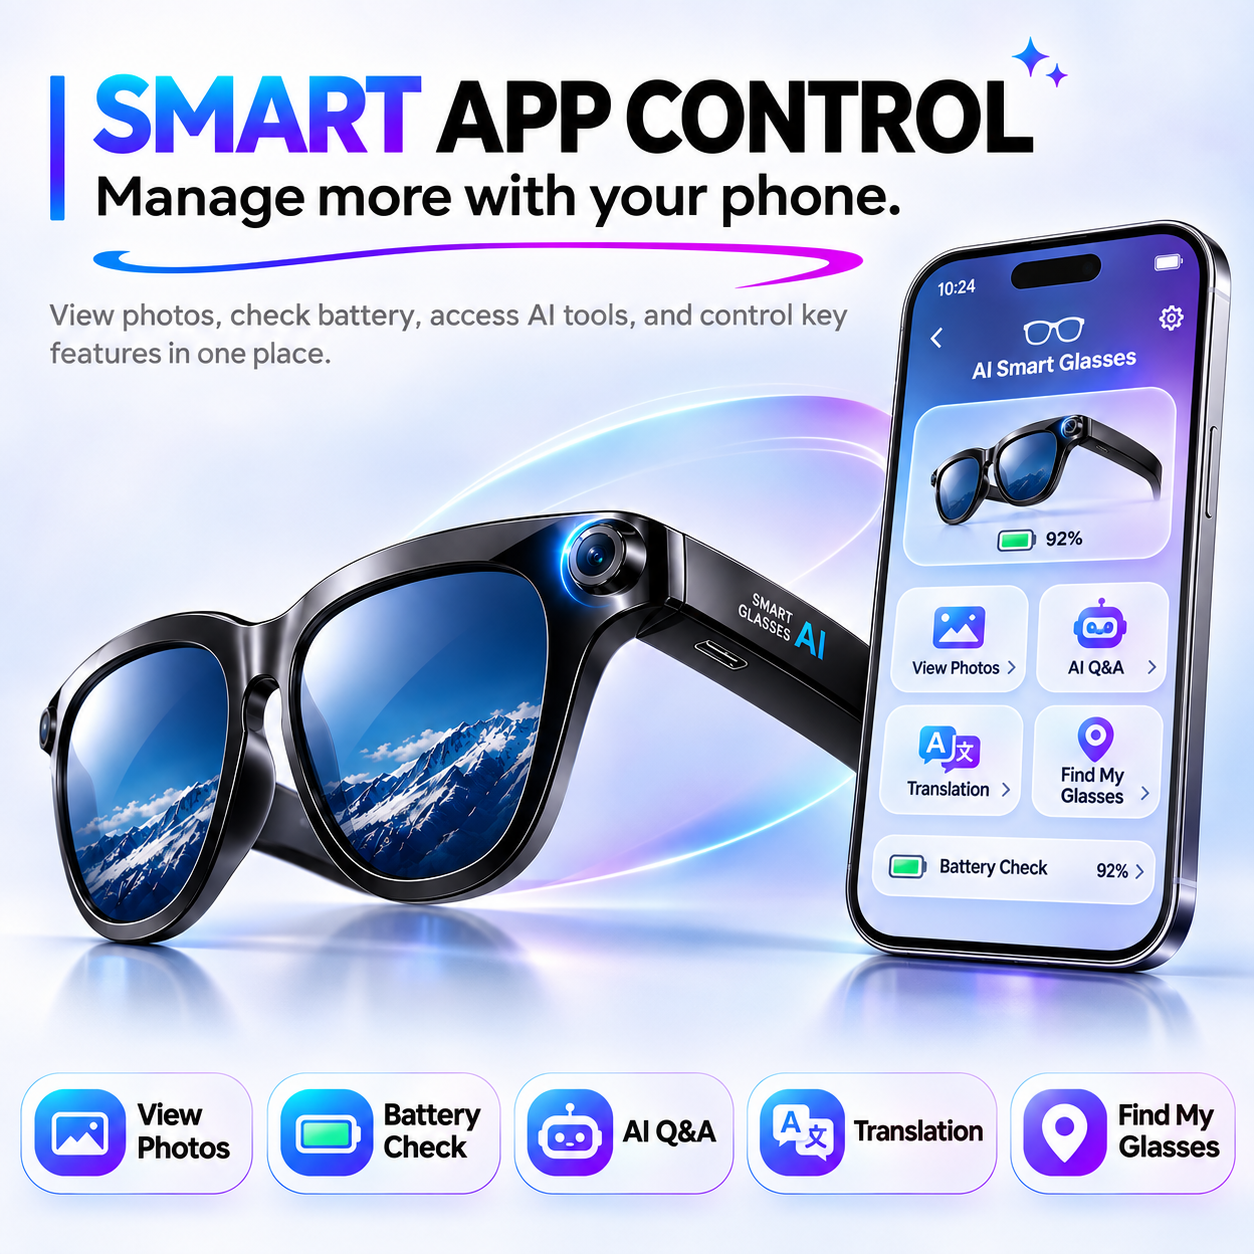 SMART APP CONTROL
Manage more with your phone.
View photos, check battery, access AI tools, and control key
features in one place.
10:24
AI Smart Glasses
92%
View Photos
AI Q&A
Translation
Find My
Glasses
Battery Check 92%
SMART
GLASSES AI
View
Photos
Battery
Check
AI Q&A
Translation
Find My
Glasses